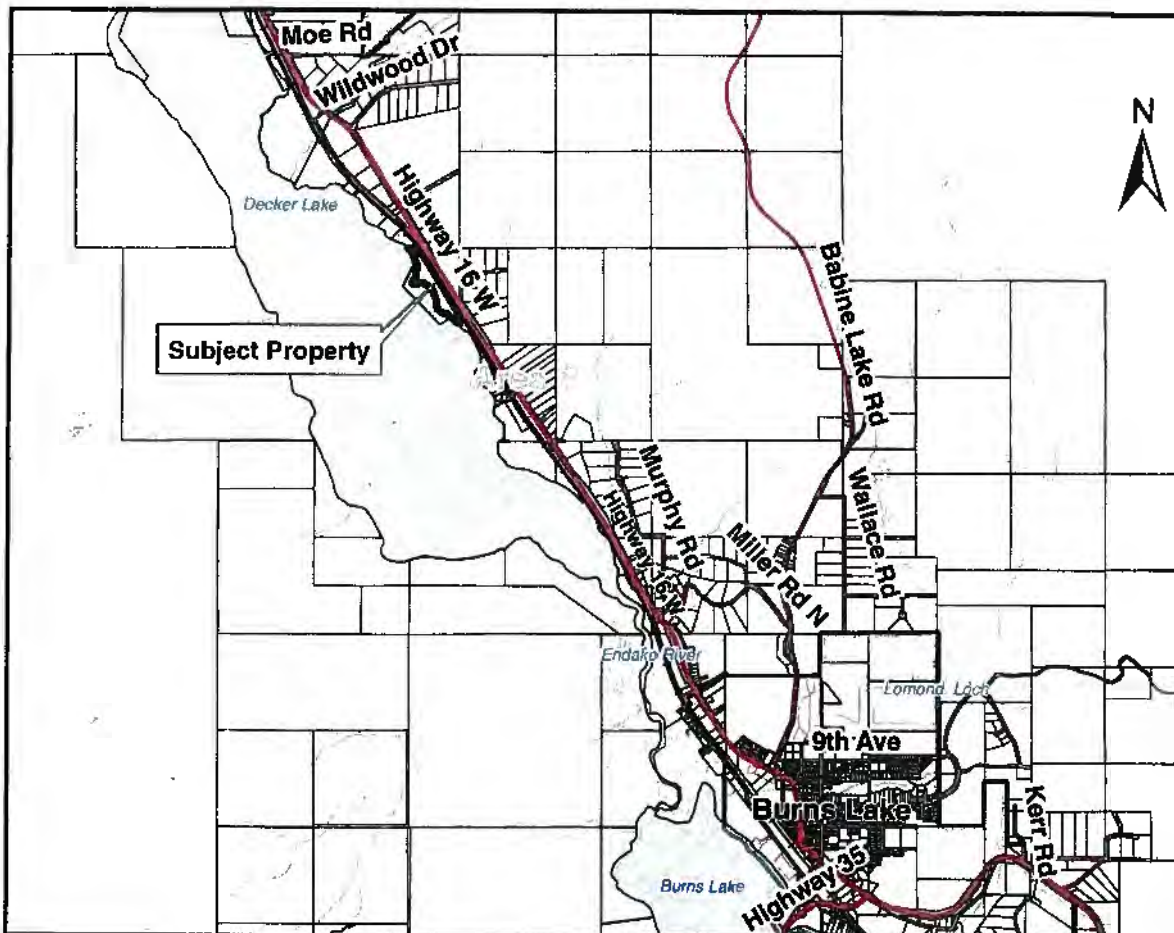 Moe Rd
Wildwood Dr
N
Highway 16 W
Decker Lake
Babine Lake Rd
Subject Property
Area
Murphy Rd
Highway 16 W
Miller Rd N
Wallace Rd
Endako River
Lomond Loch
9th Ave
Burns Lake
Kerr Rd
Burns Lake
Highway 35